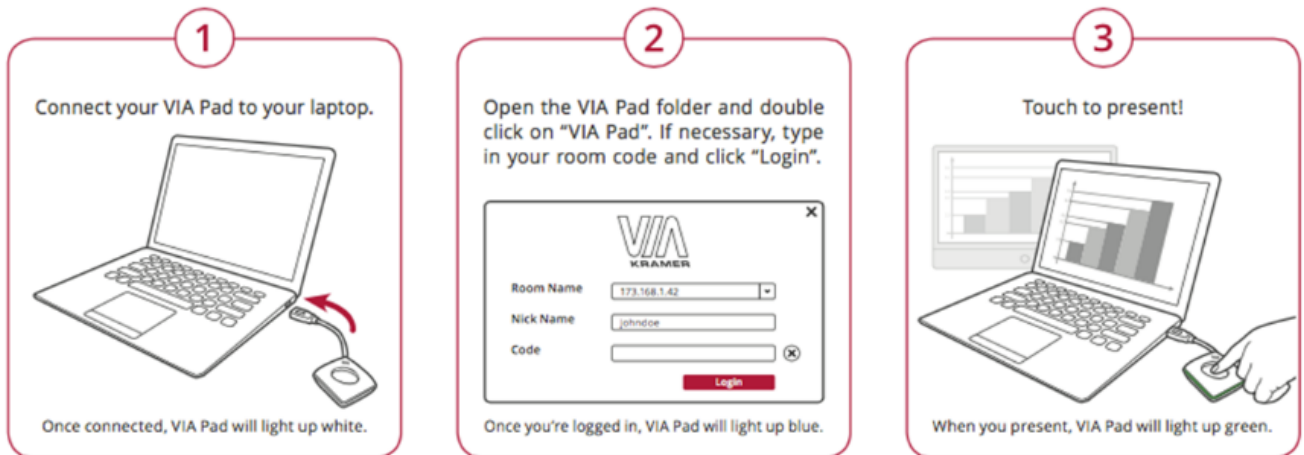 1
Connect your VIA Pad to your laptop.
Once connected, VIA Pad will light up white.
2
Open the VIA Pad folder and double
click on “VIA Pad”. If necessary, type
in your room code and click “Login”.
VIA
KRAMER
Room Name
173.168.1.42
Nick Name
johndoe
Code
Login
Once you’re logged in, VIA Pad will light up blue.
3
Touch to present!
When you present, VIA Pad will light up green.